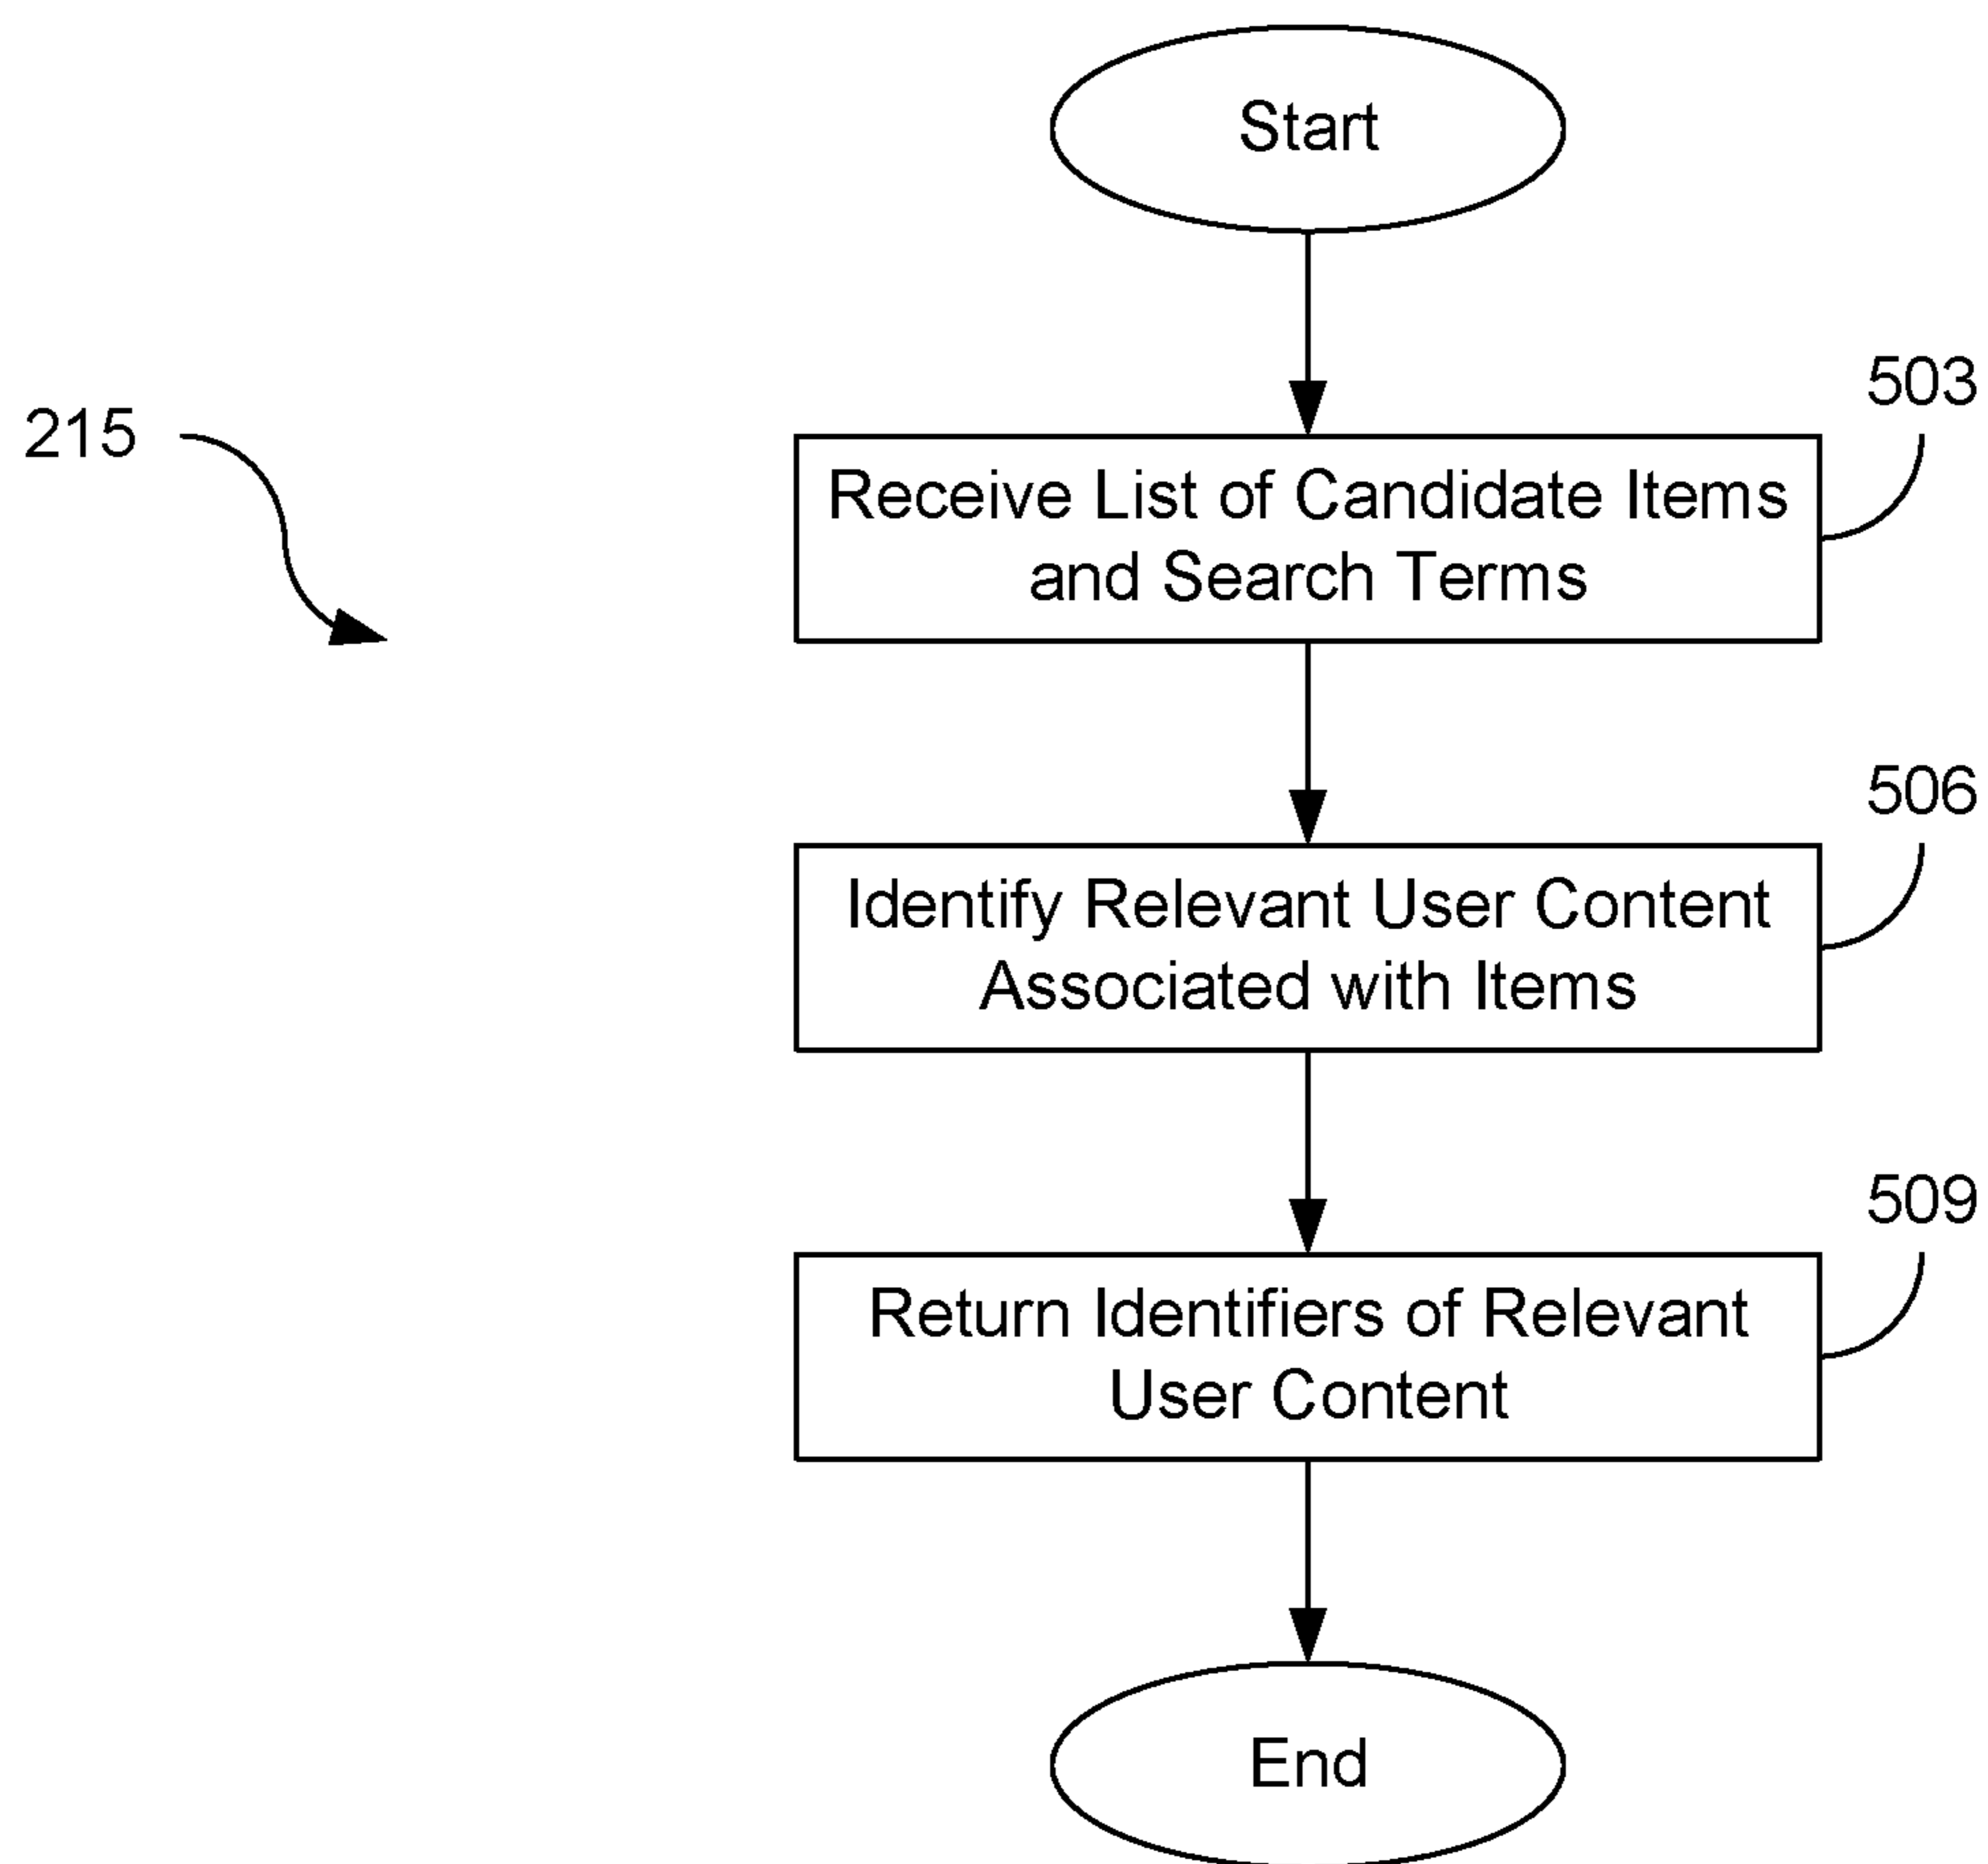 Start
503
215
Receive List of Candidate Items
and Search Terms
506
Identify Relevant User Content
Associated with Items
509
Return Identifiers of Relevant
User Content
End